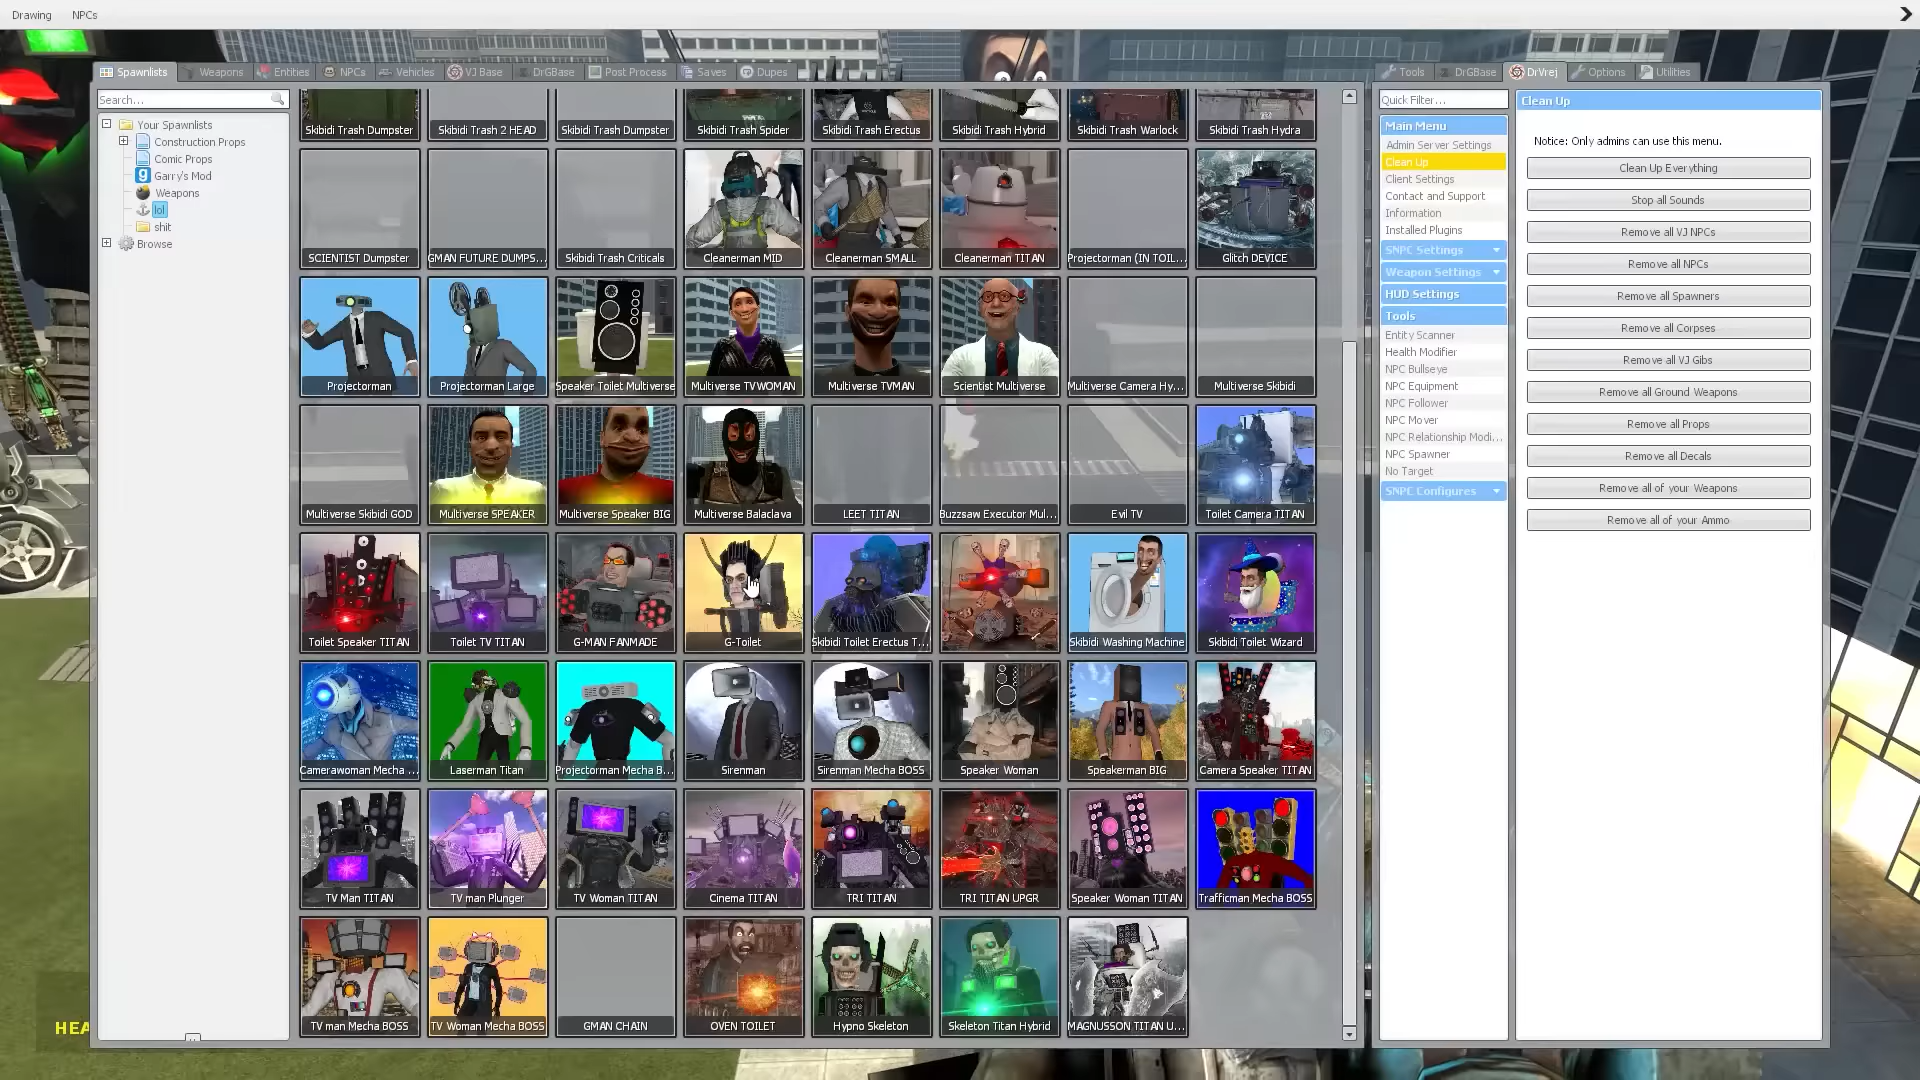 Drawing NPCs
Spawnlists Weapons Entities NPCs Vehicles VJ Base DrGBase Post Process Saves Dupes
Tools DrGBase DrVrej Options Utilities
Search...
Your Spawnlists
Construction Props
Comic Props
Garry's Mod
Weapons
lol
shit
Browse
Skibidi Trash Dumpster Skibidi Trash 2 HEAD Skibidi Trash Dumpster Skibidi Trash Spider Skibidi Trash Erectus Skibidi Trash Hybrid Skibidi Trash Warlock Skibidi Trash Hydra
SCIENTIST Dumpster GMAN FUTURE DUMPS... Skibidi Trash Criticals Cleanerman MID Cleanerman SMALL Cleanerman TITAN Projectorman (IN TOIL... Glitch DEVICE
Projectorman Projectorman Large Speaker Toilet Multiverse Multiverse TVWOMAN Multiverse TVMAN Scientist Multiverse Multiverse Camera Hy... Multiverse Skibidi
Multiverse Skibidi GOD Multiverse SPEAKER Multiverse Speaker BIG Multiverse Balaclava LEET TITAN Buzzsaw Executor Mul... Evil TV Toilet Camera TITAN
Toilet Speaker TITAN Toilet TV TITAN G-MAN FANMADE G-Toilet Skibidi Toilet Erectus T... Skibidi Washing Machine Skibidi Toilet Wizard
Camerawoman Mecha ... Laserman Titan Projectorman Mecha B... Sirenman Sirenman Mecha BOSS Speaker Woman Speakerman BIG Camera Speaker TITAN
TV Man TITAN TV man Plunger TV Woman TITAN Cinema TITAN TRI TITAN TRI TITAN UPGR Speaker Woman TITAN Trafficman Mecha BOSS
TV man Mecha BOSS TV Woman Mecha BOSS GMAN CHAIN OVEN TOILET Hypno Skeleton Skeleton Titan Hybrid MAGNUSSON TITAN U...
HEA
Quick Filter...
Main Menu
Admin Server Settings
Clean Up
Client Settings
Contact and Support
Information
Installed Plugins
SNPC Settings
Weapon Settings
HUD Settings
Tools
Entity Scanner
Health Modifier
NPC Bullseye
NPC Equipment
NPC Follower
NPC Mover
NPC Relationship Modi...
NPC Spawner
No Target
SNPC Configures
Clean Up
Notice: Only admins can use this menu.
Clean Up Everything
Stop all Sounds
Remove all VJ NPCs
Remove all NPCs
Remove all Spawners
Remove all Corpses
Remove all VJ Gibs
Remove all Ground Weapons
Remove all Props
Remove all Decals
Remove all of your Weapons
Remove all of your Ammo